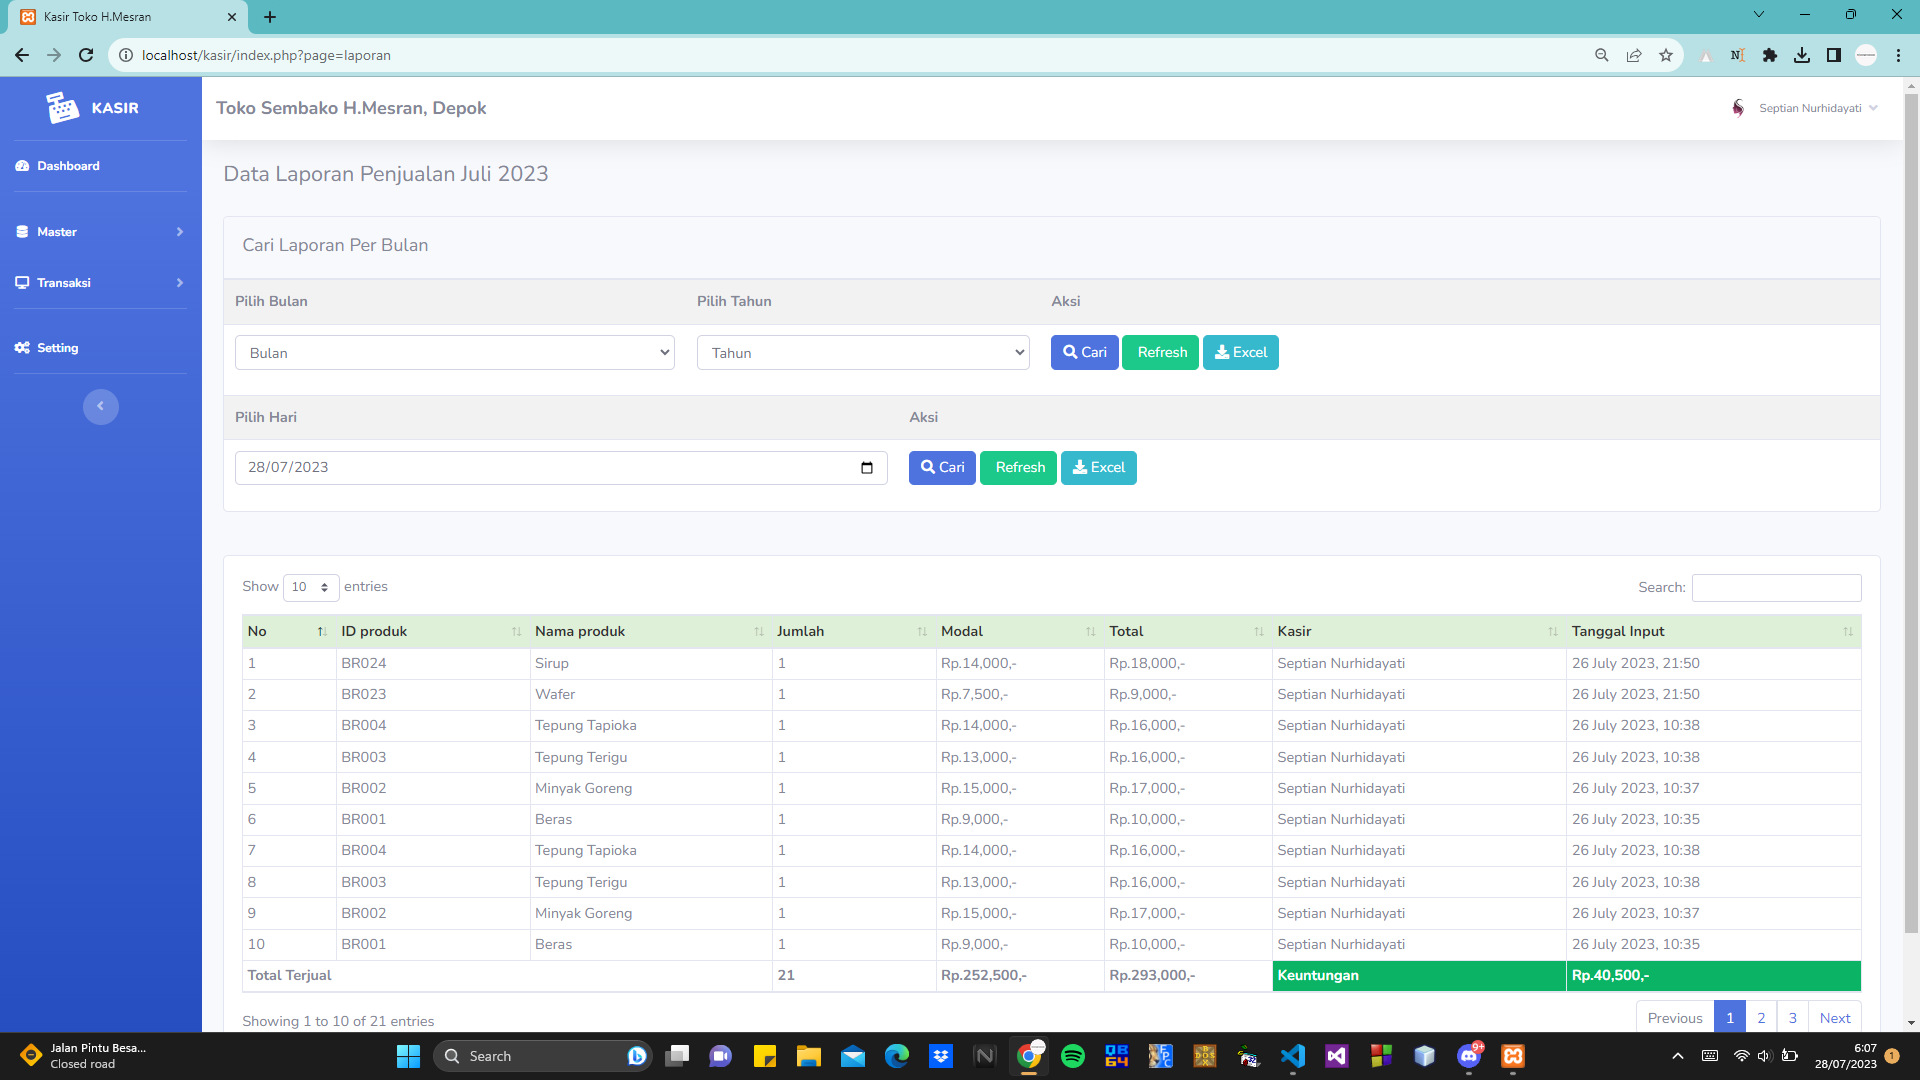 Kasir Toko H.Mesran
localhost/kasir/index.php?page=laporan
KASIR
Toko Sembako H.Mesran, Depok
Septian Nurhidayati
Dashboard
Master
Transaksi
Setting
Data Laporan Penjualan Juli 2023
Cari Laporan Per Bulan
Pilih Bulan Pilih Tahun Aksi
Bulan Tahun Cari Refresh Excel
Pilih Hari Aksi
28/07/2023 Cari Refresh Excel
Show 10 entries Search:
No ID produk Nama produk Jumlah Modal Total Kasir Tanggal Input
1 BR024 Sirup 1 Rp.14,000,- Rp.18,000,- Septian Nurhidayati 26 July 2023, 21:50
2 BR023 Wafer 1 Rp.7,500,- Rp.9,000,- Septian Nurhidayati 26 July 2023, 21:50
3 BR004 Tepung Tapioka 1 Rp.14,000,- Rp.16,000,- Septian Nurhidayati 26 July 2023, 10:38
4 BR003 Tepung Terigu 1 Rp.13,000,- Rp.16,000,- Septian Nurhidayati 26 July 2023, 10:38
5 BR002 Minyak Goreng 1 Rp.15,000,- Rp.17,000,- Septian Nurhidayati 26 July 2023, 10:37
6 BR001 Beras 1 Rp.9,000,- Rp.10,000,- Septian Nurhidayati 26 July 2023, 10:35
7 BR004 Tepung Tapioka 1 Rp.14,000,- Rp.16,000,- Septian Nurhidayati 26 July 2023, 10:38
8 BR003 Tepung Terigu 1 Rp.13,000,- Rp.16,000,- Septian Nurhidayati 26 July 2023, 10:38
9 BR002 Minyak Goreng 1 Rp.15,000,- Rp.17,000,- Septian Nurhidayati 26 July 2023, 10:37
10 BR001 Beras 1 Rp.9,000,- Rp.10,000,- Septian Nurhidayati 26 July 2023, 10:35
Total Terjual 21 Rp.252,500,- Rp.293,000,- Keuntungan Rp.40,500,-
Showing 1 to 10 of 21 entries
Previous 1 2 3 Next
Jalan Pintu Besa...
Closed road
Search
QB
64
DOS
9+
6:07
28/07/2023
1